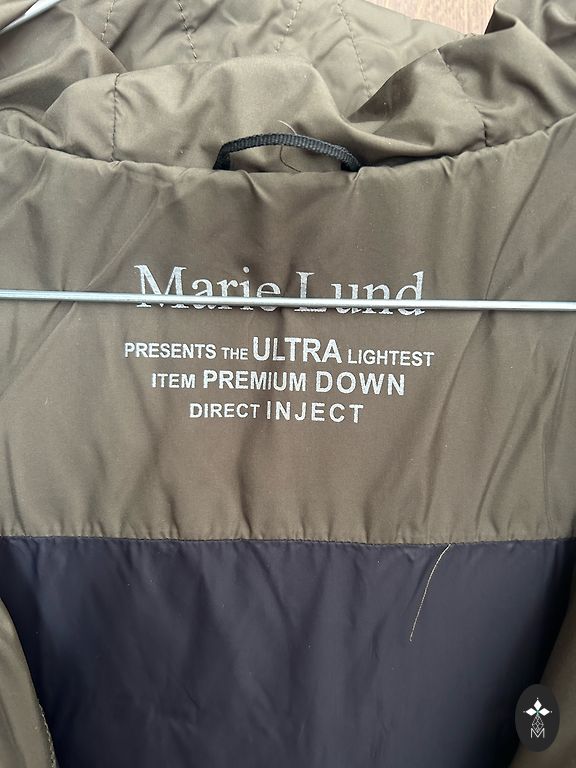 Marie Lund
PRESENTS THE ULTRA LIGHTEST
ITEM PREMIUM DOWN
DIRECT INJECT
M